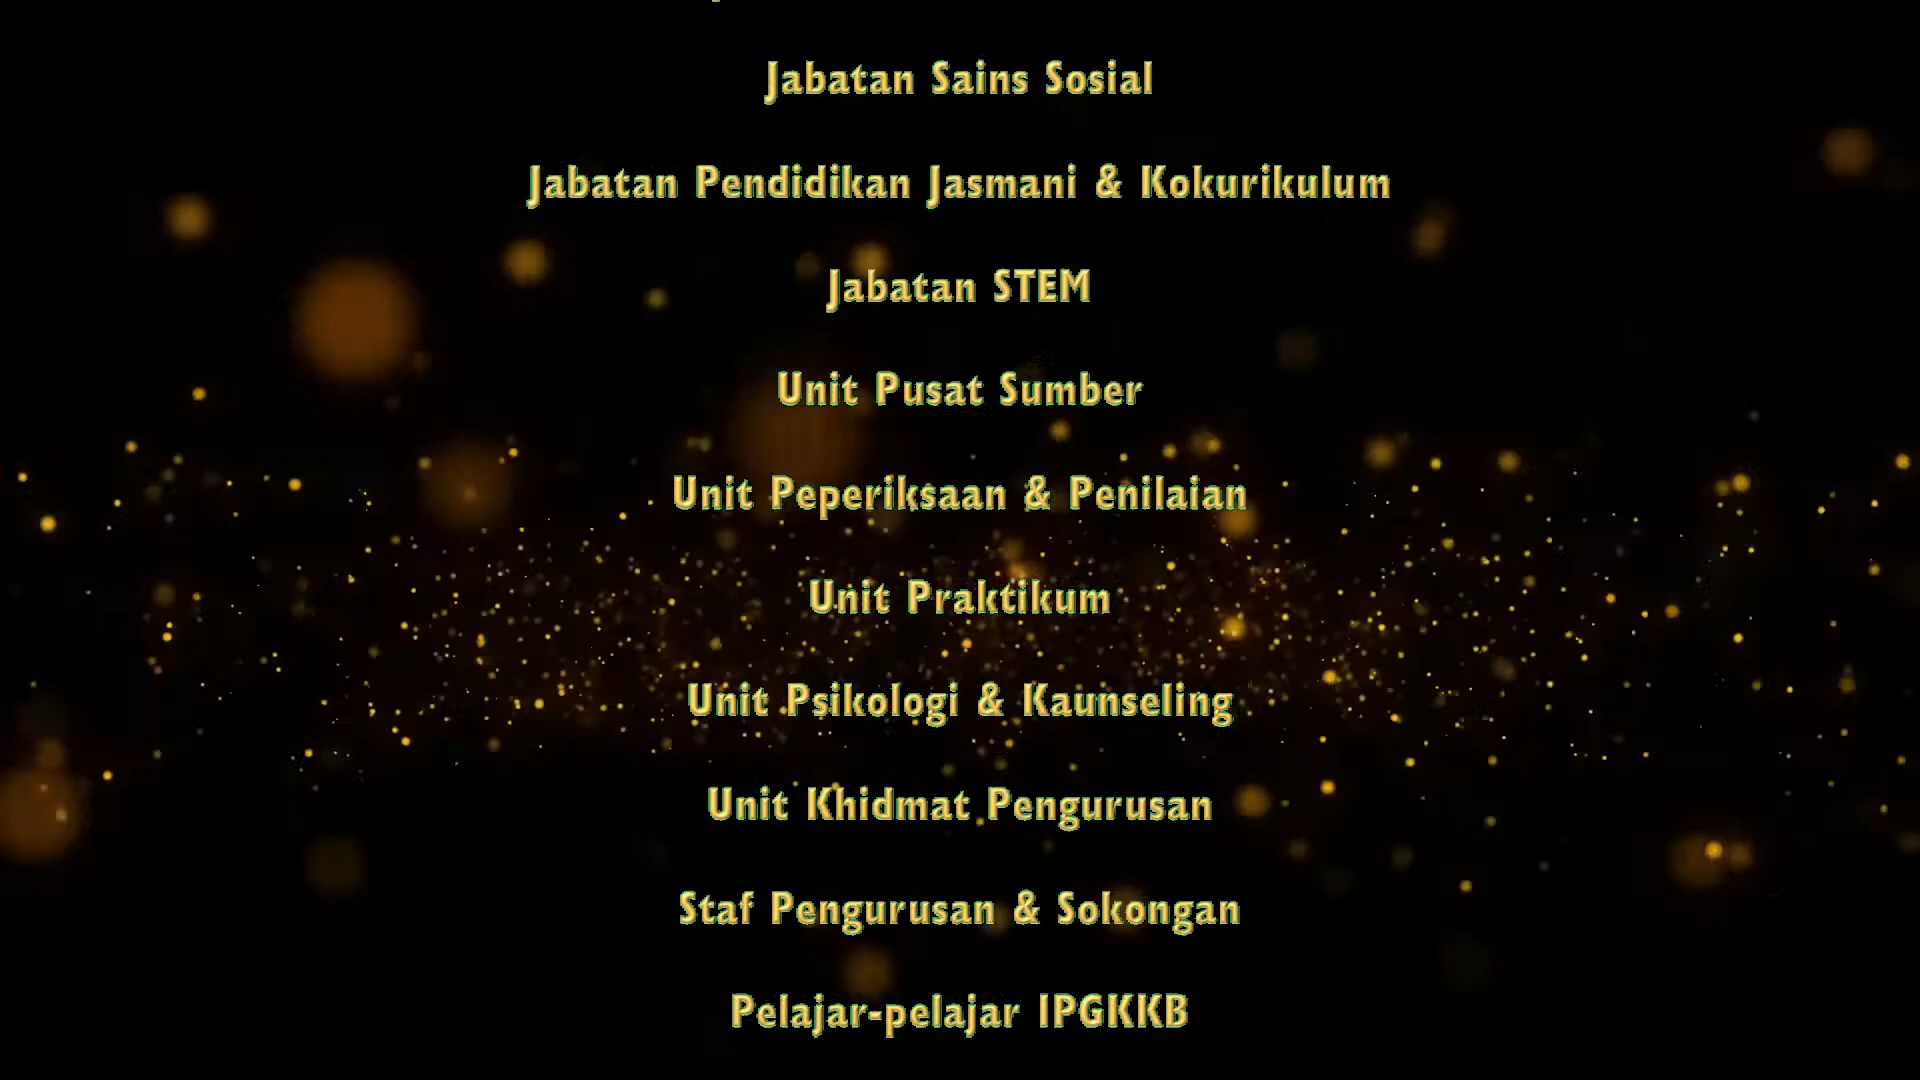 Jabatan Sains Sosial
Jabatan Pendidikan Jasmani & Kokurikulum
Jabatan STEM
Unit Pusat Sumber
Unit Peperiksaan & Penilaian
Unit Praktikum
Unit Psikologi & Kaunseling
Unit Khidmat Pengurusan
Staf Pengurusan & Sokongan
Pelajar-pelajar IPGKKB